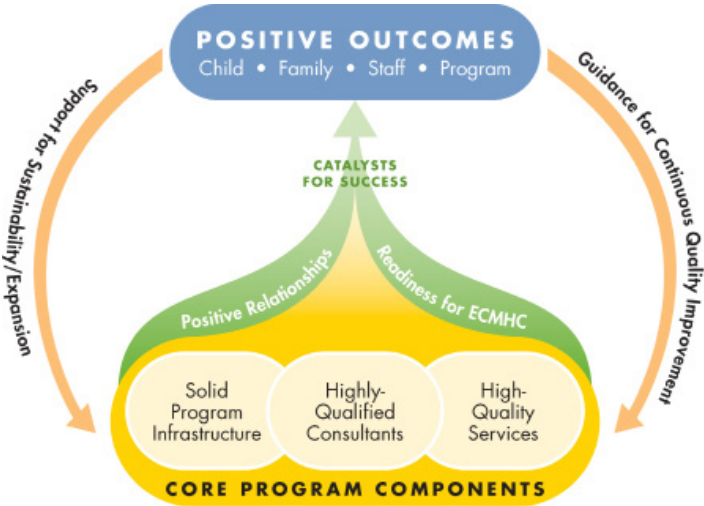 POSITIVE OUTCOMES
Child • Family • Staff • Program
Support for Sustainability/Expansion
Guidance for Continuous Quality Improvement
CATALYSTS
FOR SUCCESS
Positive Relationships
Readiness for ECMHC
Solid
Program
Infrastructure
Highly-
Qualified
Consultants
High-
Quality
Services
CORE PROGRAM COMPONENTS